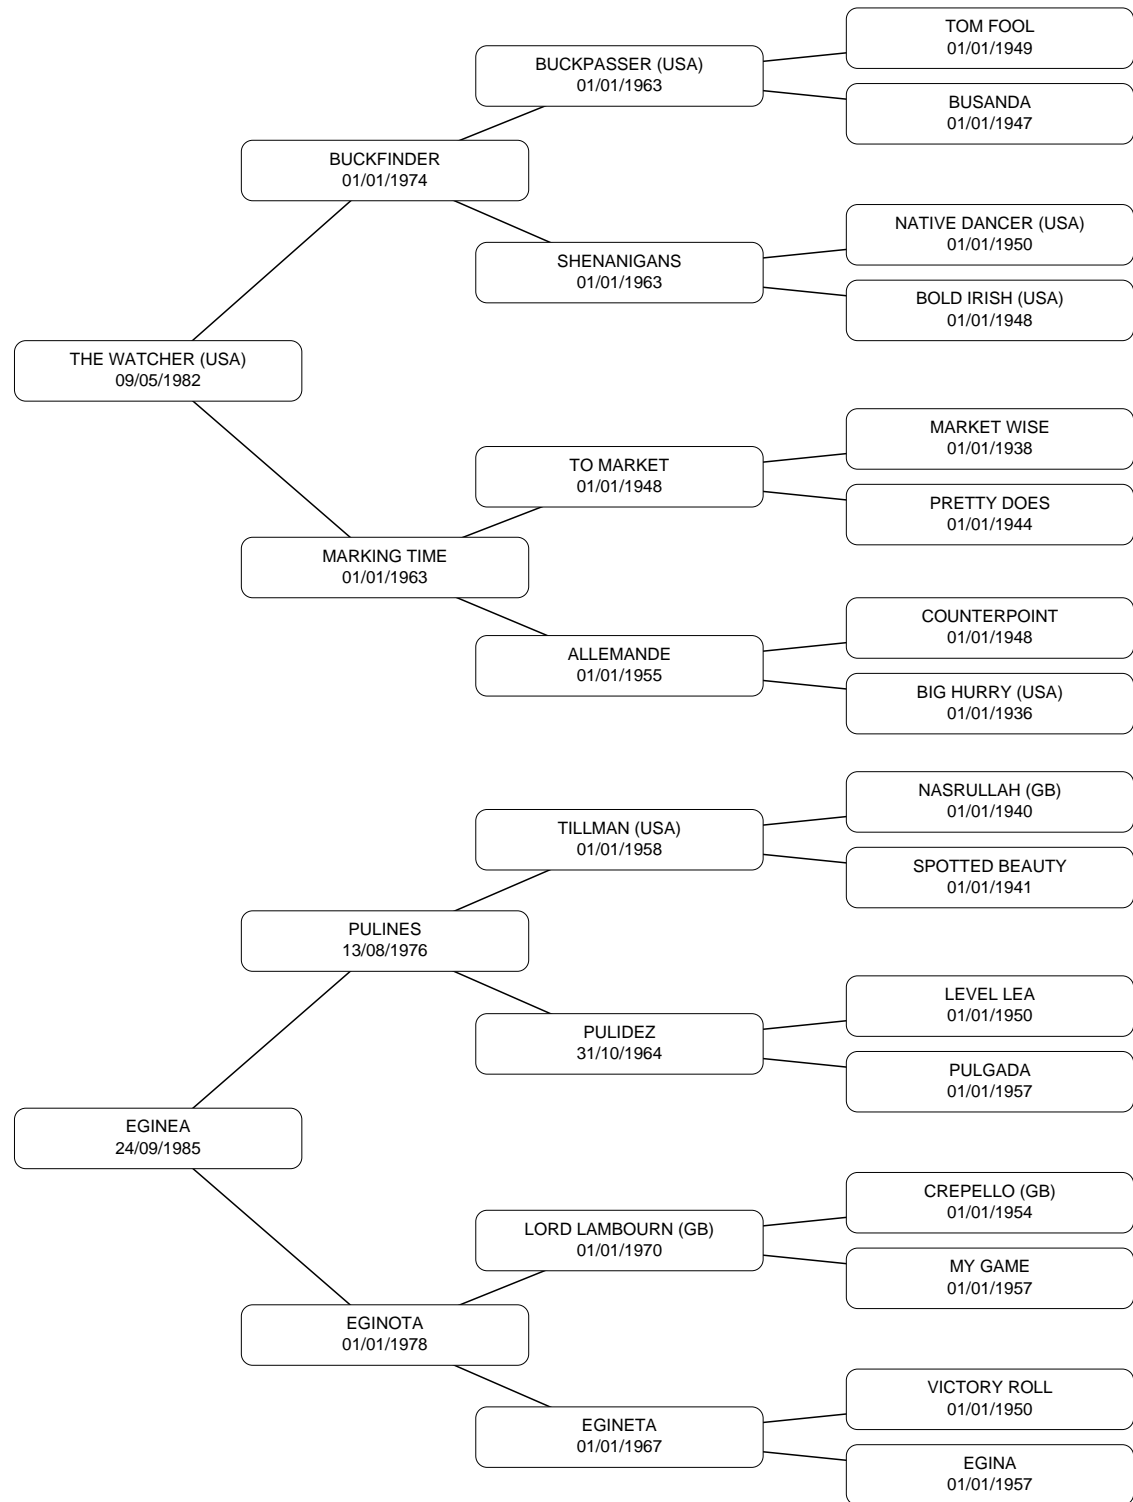 TOM FOOL
01/01/1949
BUCKPASSER (USA)
01/01/1963
BUSANDA
01/01/1947
BUCKFINDER
01/01/1974
NATIVE DANCER (USA)
01/01/1950
SHENANIGANS
01/01/1963
BOLD IRISH (USA)
01/01/1948
THE WATCHER (USA)
09/05/1982
MARKET WISE
01/01/1938
TO MARKET
01/01/1948
PRETTY DOES
01/01/1944
MARKING TIME
01/01/1963
COUNTERPOINT
01/01/1948
ALLEMANDE
01/01/1955
BIG HURRY (USA)
01/01/1936
NASRULLAH (GB)
01/01/1940
TILLMAN (USA)
01/01/1958
SPOTTED BEAUTY
01/01/1941
PULINES
13/08/1976
LEVEL LEA
01/01/1950
PULIDEZ
31/10/1964
PULGADA
01/01/1957
EGINEA
24/09/1985
CREPELLO (GB)
01/01/1954
LORD LAMBOURN (GB)
01/01/1970
MY GAME
01/01/1957
EGINOTA
01/01/1978
VICTORY ROLL
01/01/1950
EGINETA
01/01/1967
EGINA
01/01/1957